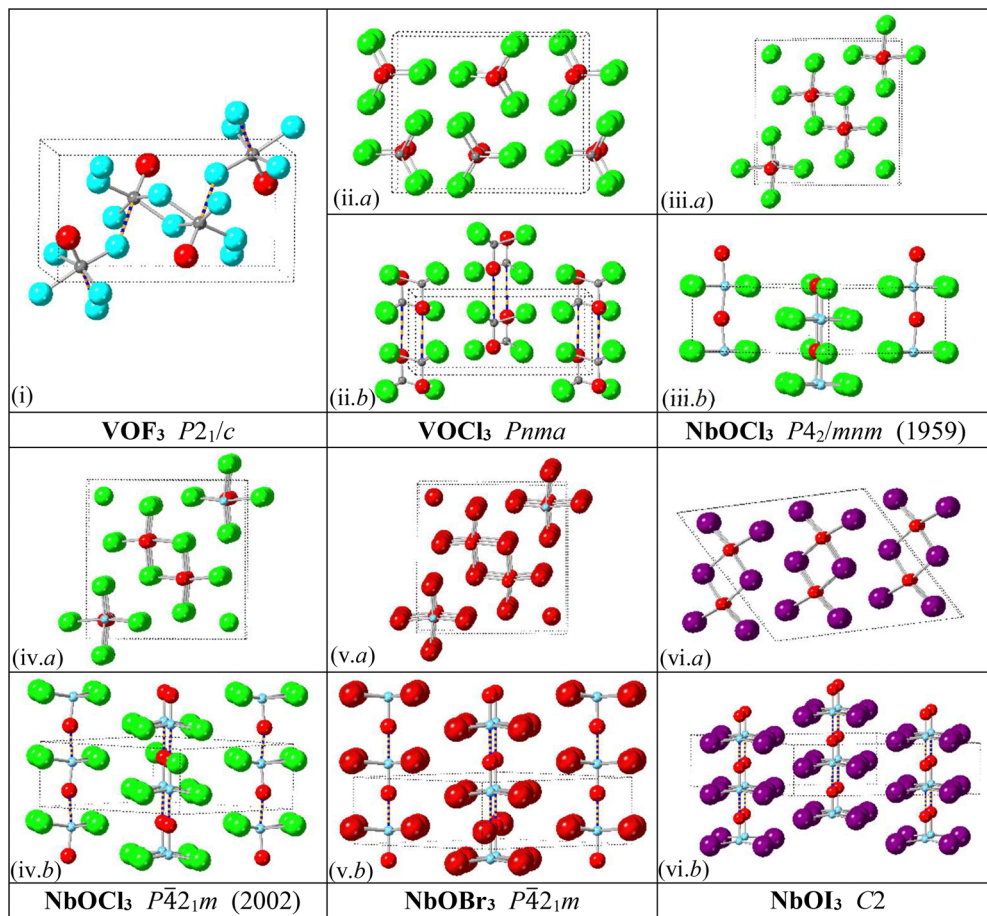 (i)
(ii.a)
(ii.b)
(iii.a)
(iii.b)
VOF₃ P2₁/c
VOCl₃ Pnma
NbOCl₃ P4₂/mnm (1959)
(iv.a)
(v.a)
(vi.a)
(iv.b)
(v.b)
(vi.b)
NbOCl₃ P4̅2₁m (2002)
NbOBr₃ P4̅2₁m
NbOI₃ C2